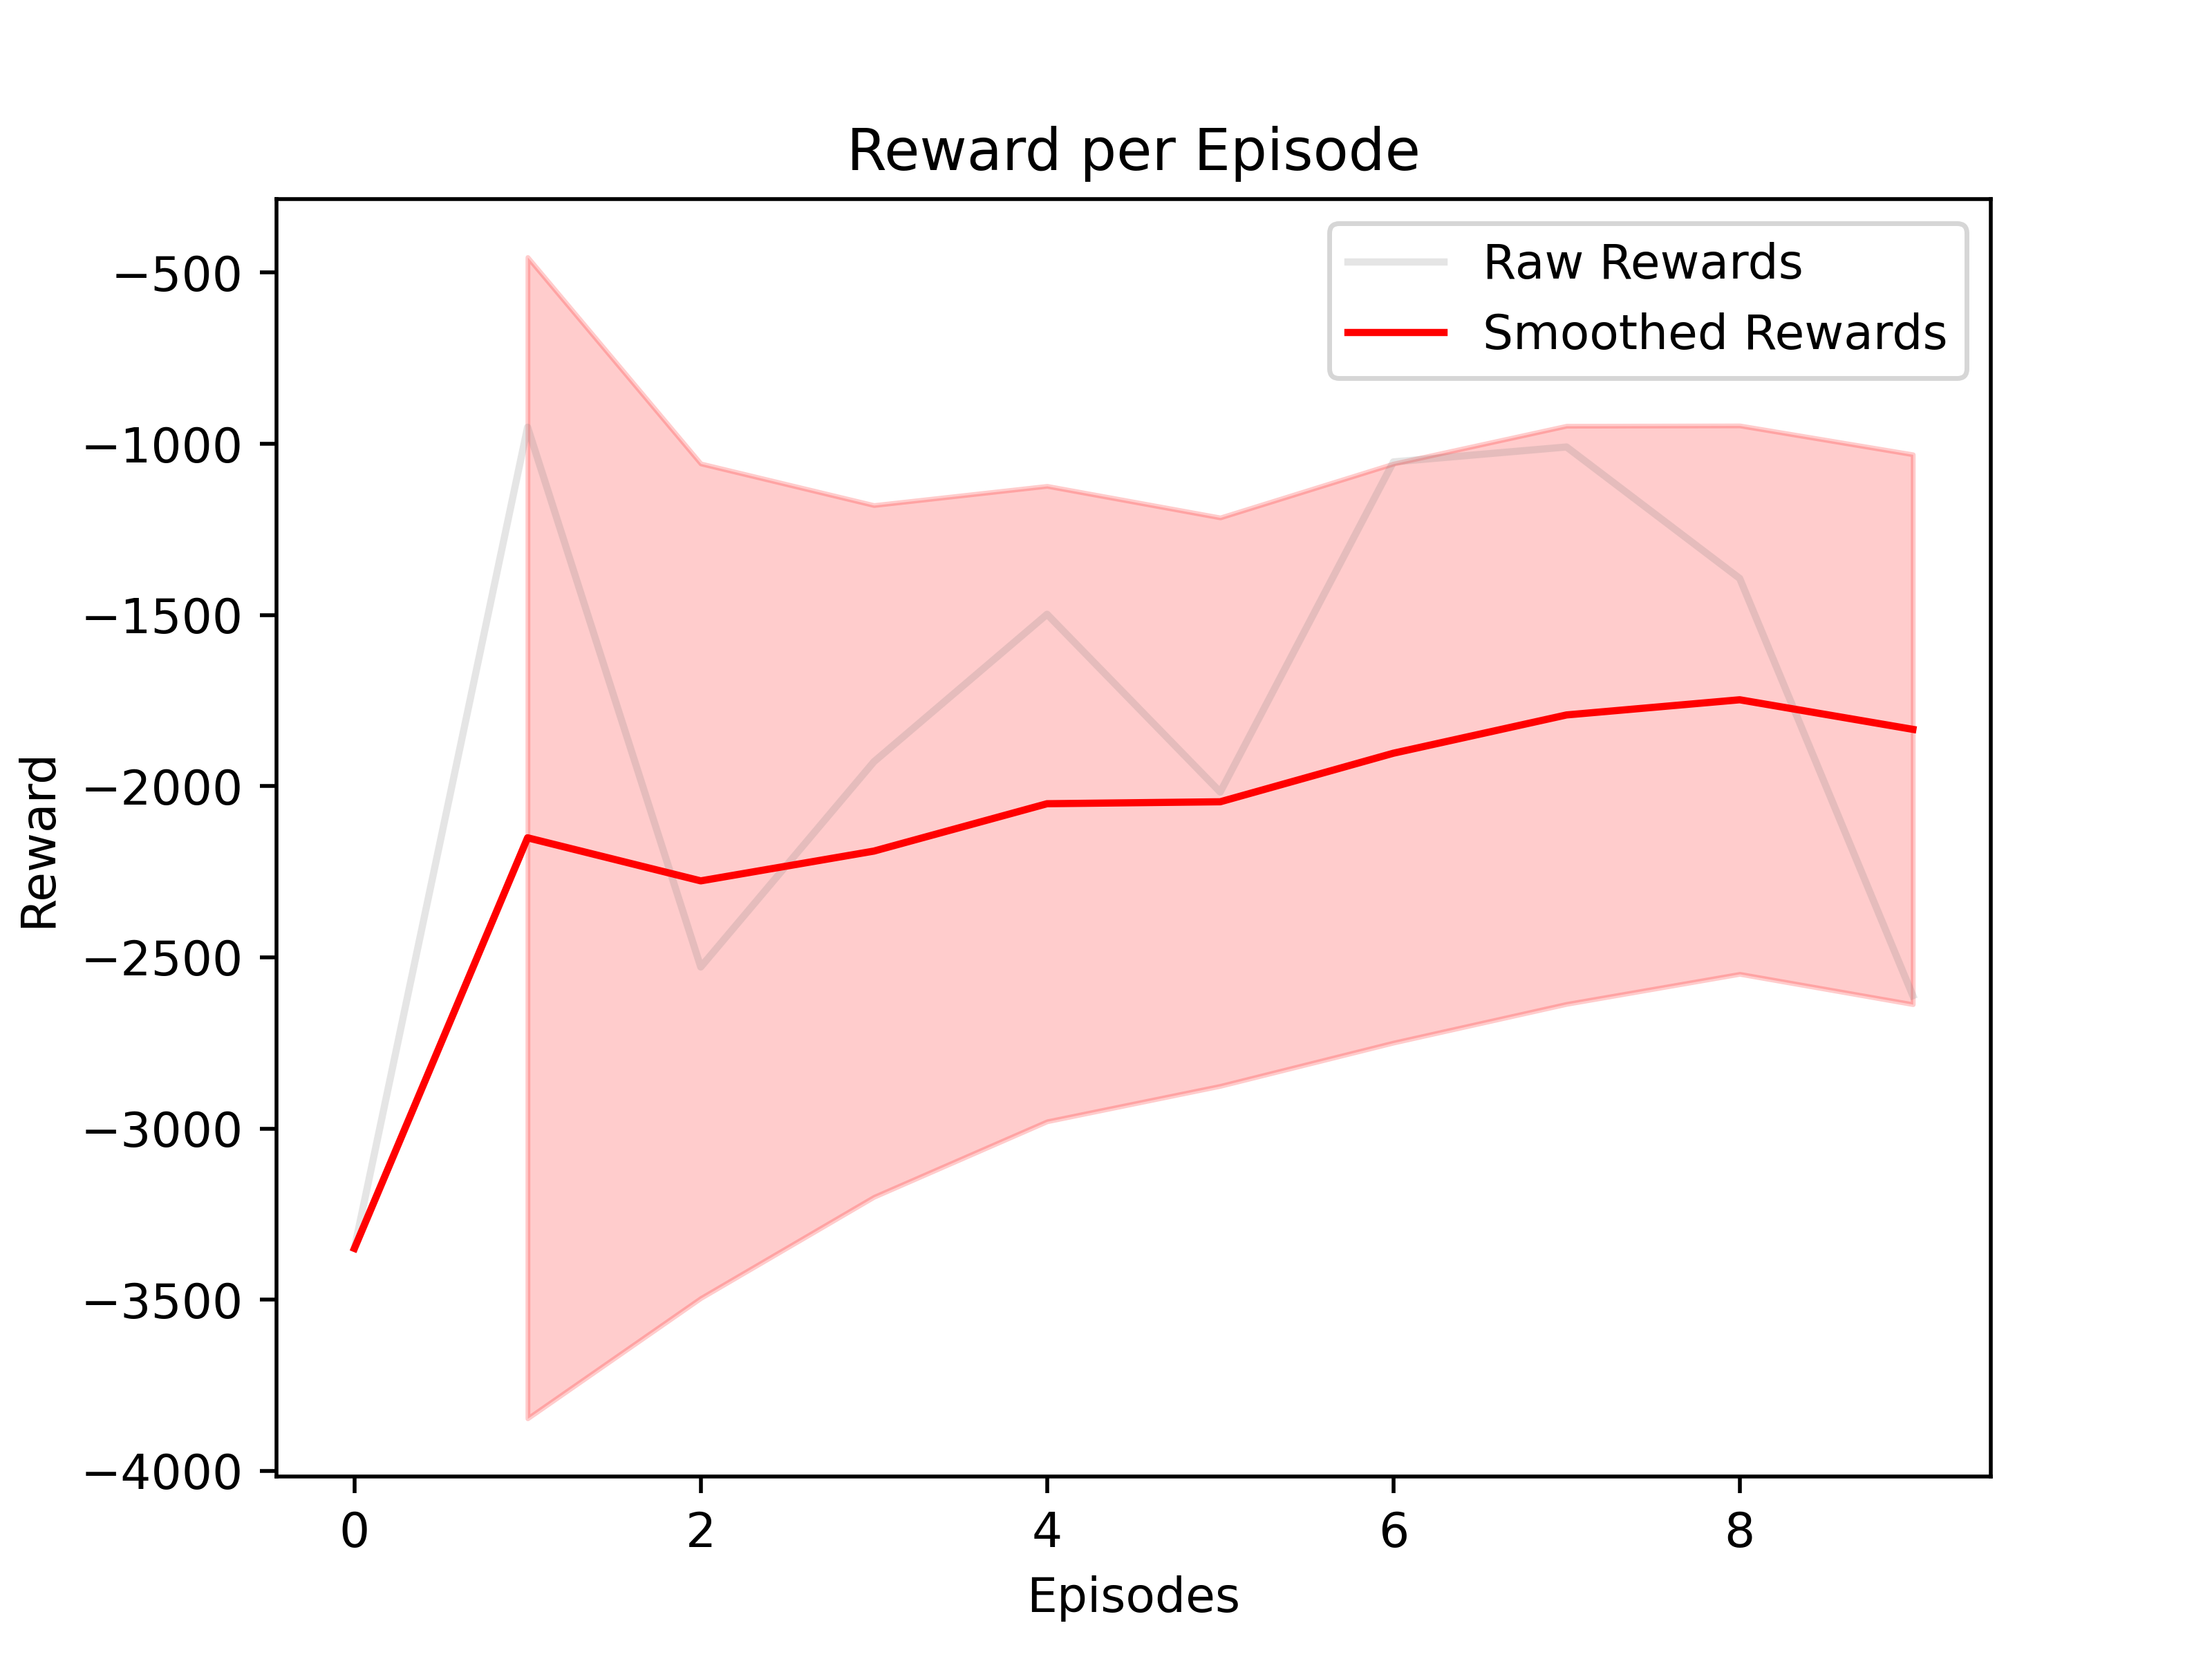 Reward per Episode
Raw Rewards
Smoothed Rewards
−500
−1000
−1500
−2000
−2500
−3000
−3500
−4000
Reward
0 2 4 6 8
Episodes